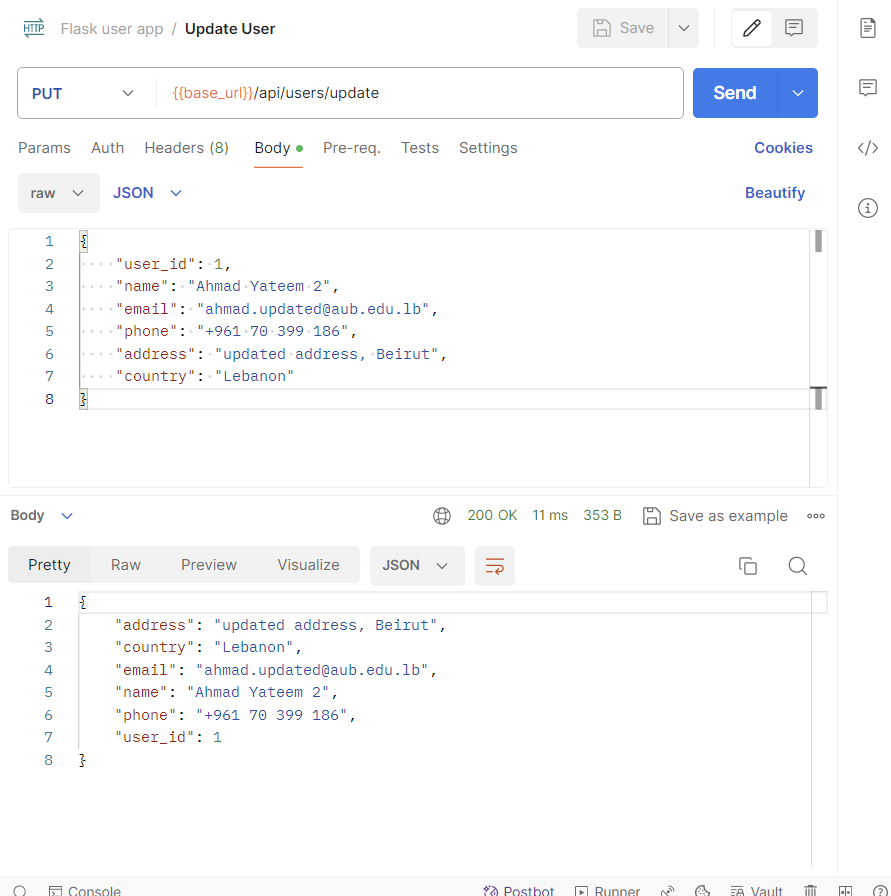 HTTP Flask user app / Update User Save
PUT {{base_url}}/api/users/update Send
Params Auth Headers (8) Body Pre-req. Tests Settings Cookies
raw JSON Beautify
1 {
2 "user_id": 1,
3 "name": "Ahmad Yateem 2",
4 "email": "ahmad.updated@aub.edu.lb",
5 "phone": "+961 70 399 186",
6 "address": "updated address, Beirut",
7 "country": "Lebanon"
8 }
Body 200 OK 11 ms 353 B Save as example
Pretty Raw Preview Visualize JSON
1 {
2 "address": "updated address, Beirut",
3 "country": "Lebanon",
4 "email": "ahmad.updated@aub.edu.lb",
5 "name": "Ahmad Yateem 2",
6 "phone": "+961 70 399 186",
7 "user_id": 1
8 }
Console Postbot Runner Vault